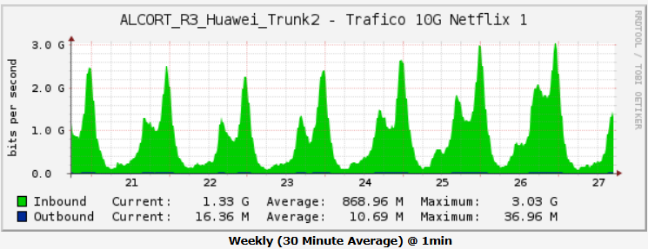 ALCORT_R3_Huawei_Trunk2 - Trafico 10G Netflix 1
RRDTOOL / TOBI OETIKER
bits per second
3.0 G
2.0 G
1.0 G
0.0
21 22 23 24 25 26 27
Inbound Current: 1.33 G Average: 868.96 M Maximum: 3.03 G
Outbound Current: 16.36 M Average: 10.69 M Maximum: 36.96 M
Weekly (30 Minute Average) @ 1min